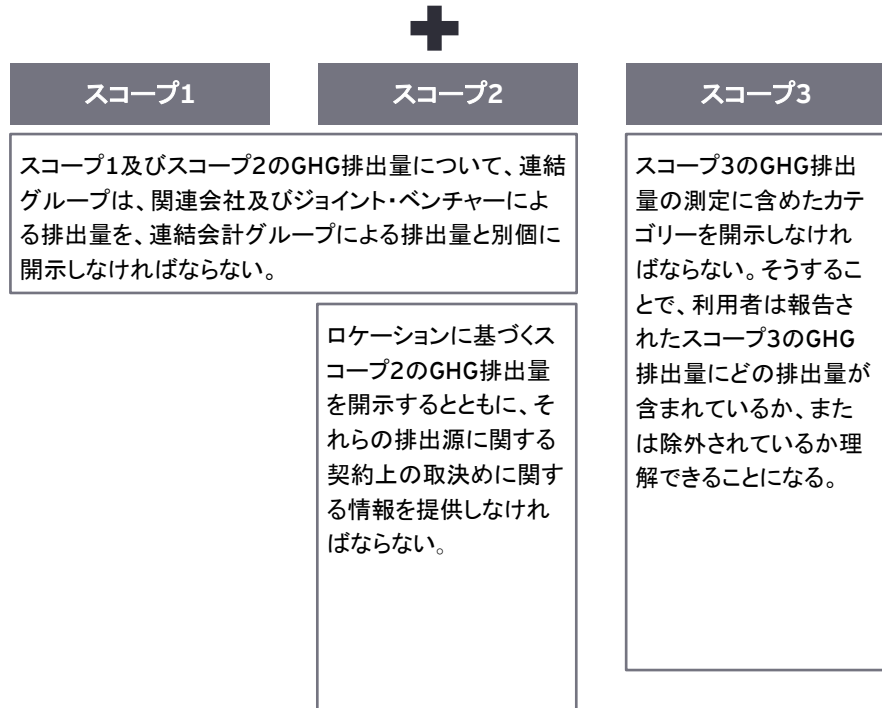 スコープ1
スコープ2
スコープ3
スコープ1及びスコープ2のGHG排出量について、連結
グループは、関連会社及びジョイント・ベンチャーによ
る排出量を、連結会計グループによる排出量と別個に
開示しなければならない。
ロケーションに基づくス
コープ2のGHG排出量
を開示するとともに、そ
れらの排出源に関する
契約上の取決めに関す
る情報を提供しなけれ
ばならない。
スコープ3のGHG排出
量の測定に含めたカテ
ゴリーを開示しなけれ
ばならない。そうするこ
とで、利用者は報告さ
れたスコープ3のGHG
排出量にどの排出量が
含まれているか、また
は除外されているか理
解できることになる。